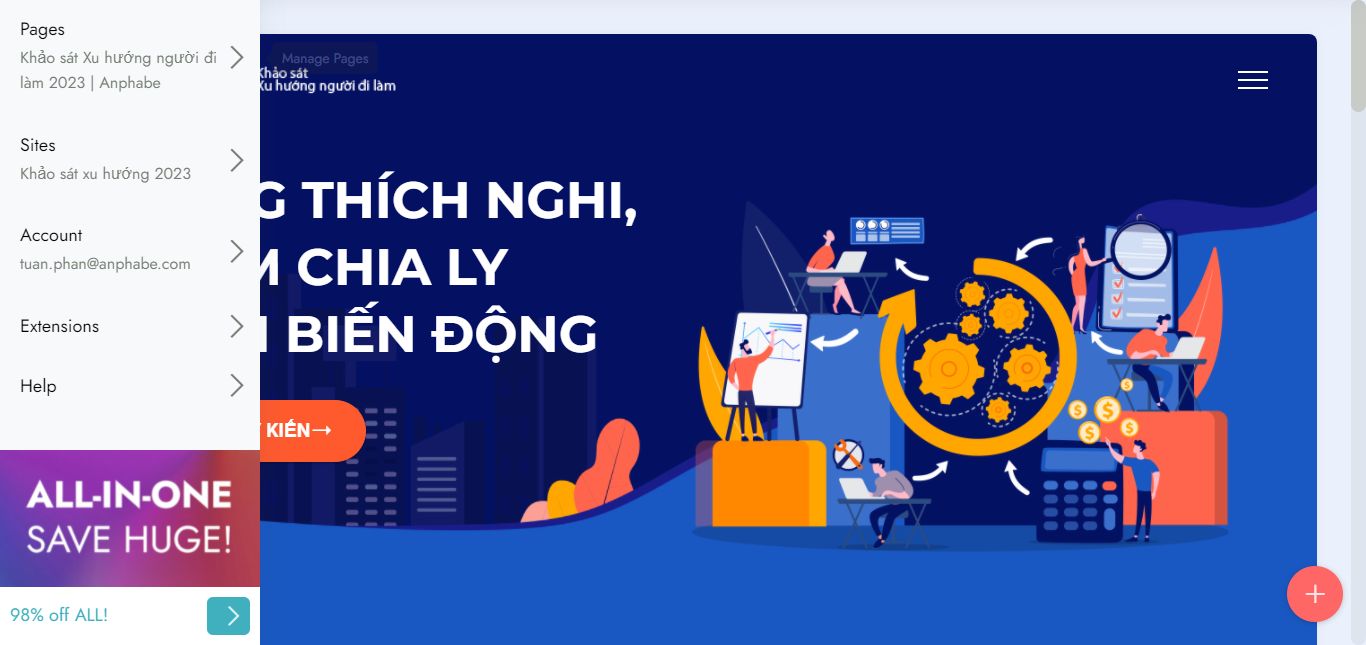 Pages
Khảo sát Xu hướng người đi
làm 2023 | Anphabe
Sites
Khảo sát xu hướng 2023
Account
tuan.phan@anphabe.com
Extensions
Help
ALL-IN-ONE
SAVE HUGE!
98% off ALL!
Manage Pages
Khảo sát
Xu hướng người đi làm
G THÍCH NGHI,
M CHIA LY
BIẾN ĐỘNG
Ý KIẾN→